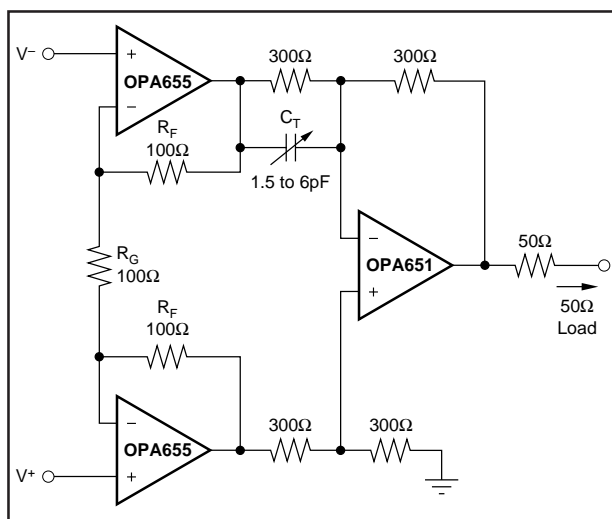 V–
+
OPA655
–
300Ω
300Ω
CT
1.5 to 6pF
RF
100Ω
RG
100Ω
–
OPA651
+
50Ω
50Ω
Load
RF
100Ω
–
OPA655
+
V+
300Ω
300Ω